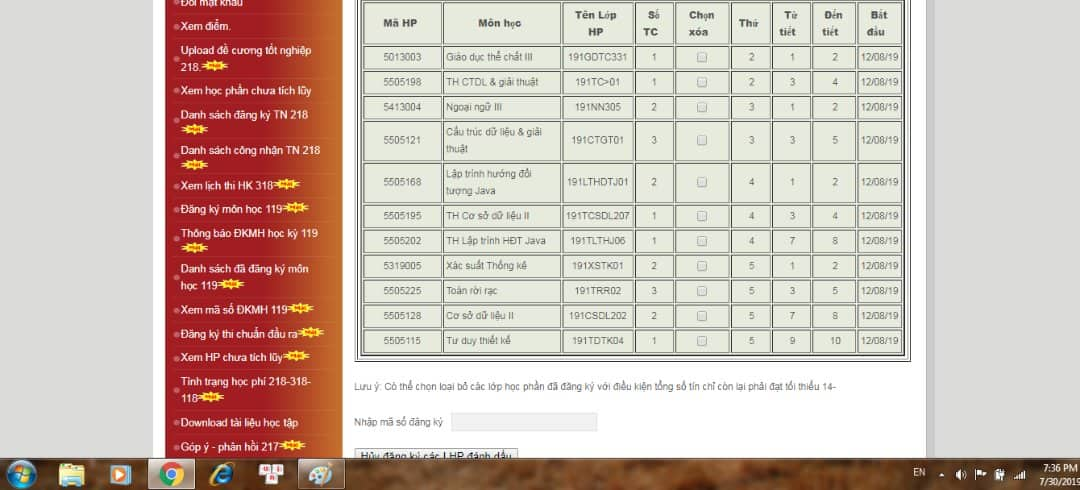 Đổi mật khẩu
Xem điểm.
Upload đề cương tốt nghiệp
218.
Xem học phần chưa tích lũy
Danh sách đăng ký TN 218
Danh sách công nhận TN 218
Xem lịch thi HK 318
Đăng ký môn học 119
Thông báo ĐKMH học kỳ 119
Danh sách đã đăng ký môn
học 119
Xem mã số ĐKMH 119
Đăng ký thi chuẩn đầu ra
Xem HP chưa tích lũy
Tình trạng học phí 218-318-
118
Download tài liệu học tập
Góp ý - phản hồi 217
Mã HP Môn học Tên Lớp HP Số TC Chọn xóa Thứ Từ tiết Đến tiết Bắt đầu
5013003 Giáo dục thể chất III 191GDTC331 1 2 1 2 12/08/19
5505198 TH CTDL & giải thuật 191TC>01 1 2 3 4 12/08/19
5413004 Ngoại ngữ III 191NN305 2 3 1 2 12/08/19
5505121 Cấu trúc dữ liệu & giải thuật 191CTGT01 3 3 3 5 12/08/19
5505168 Lập trình hướng đối tượng Java 191LTHDTJ01 2 4 1 2 12/08/19
5505195 TH Cơ sở dữ liệu II 191TCSDL207 1 4 3 4 12/08/19
5505202 TH Lập trình HĐT Java 191TLTHJ06 1 4 7 8 12/08/19
5319005 Xác suất Thống kê 191XSTK01 2 5 1 2 12/08/19
5505225 Toán rời rạc 191TRR02 3 5 3 5 12/08/19
5505128 Cơ sở dữ liệu II 191CSDL202 2 5 7 8 12/08/19
5505115 Tư duy thiết kế 191TDTK04 1 5 9 10 12/08/19
Lưu ý: Có thể chọn loại bỏ các lớp học phần đã đăng ký với điều kiện tổng số tín chỉ còn lại phải đạt tối thiểu 14-
Nhập mã số đăng ký
Hủy đăng ký các LHP đánh dấu
EN
7:36 PM
7/30/2019